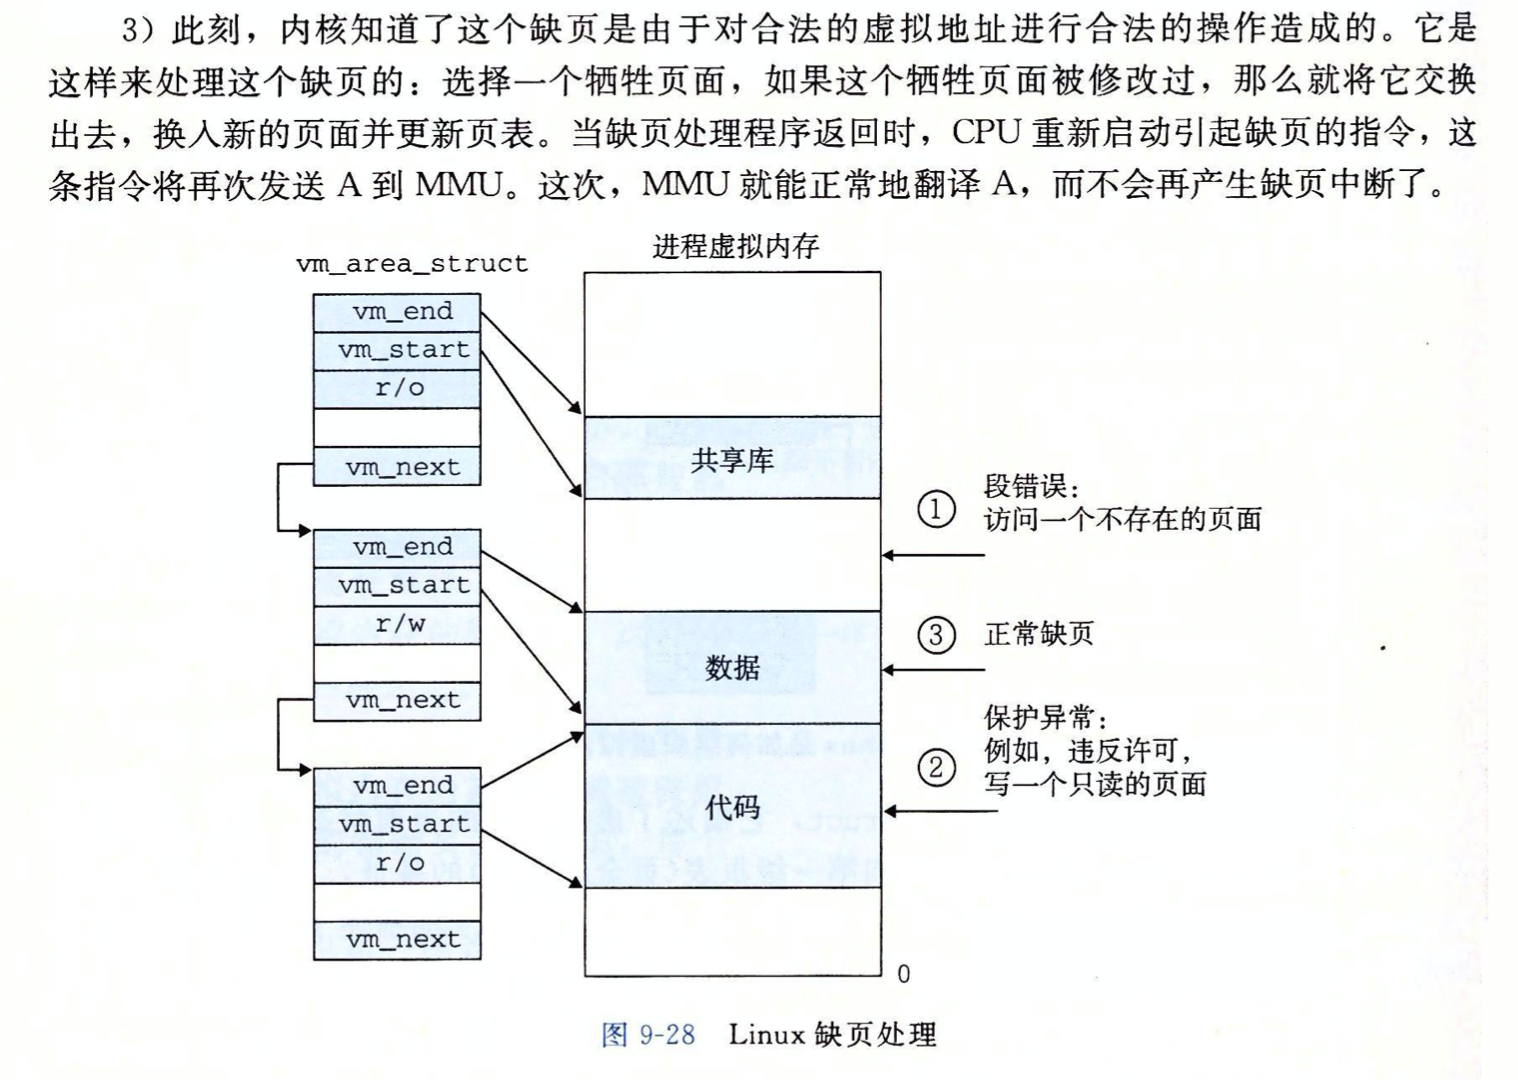 3）此刻，内核知道了这个缺页是由于对合法的虚拟地址进行合法的操作造成的。它是
这样来处理这个缺页的：选择一个牺牲页面，如果这个牺牲页面被修改过，那么就将它交换
出去，换入新的页面并更新页表。当缺页处理程序返回时，CPU 重新启动引起缺页的指令，这
条指令将再次发送 A 到 MMU。这次，MMU 就能正常地翻译 A，而不会再产生缺页中断了。
进程虚拟内存
vm_area_struct
vm_end
vm_start
r/o
vm_next
vm_end
vm_start
r/w
vm_next
vm_end
vm_start
r/o
vm_next
共享库
数据
代码
0
① 段错误：
访问一个不存在的页面
③ 正常缺页
② 保护异常：
例如，违反许可，
写一个只读的页面
图 9-28 Linux 缺页处理